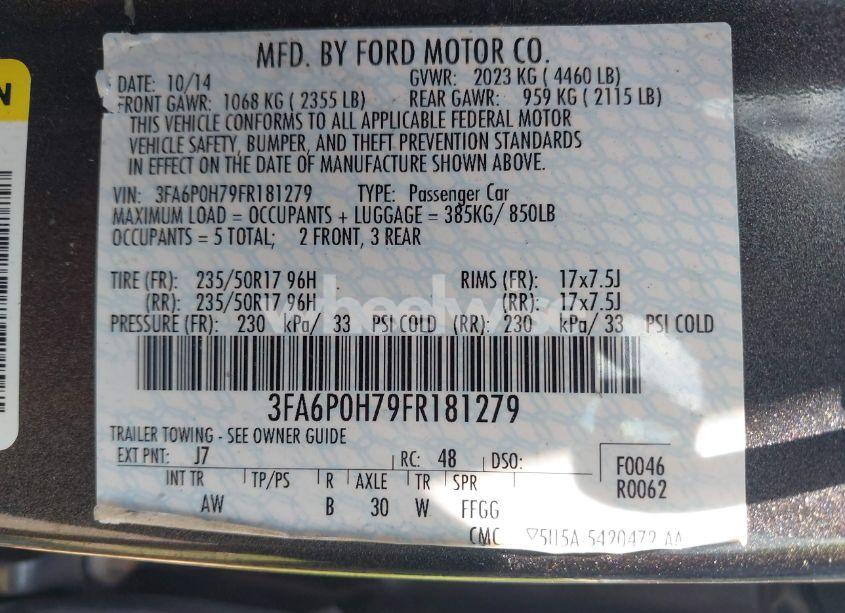 N
MFD. BY FORD MOTOR CO.
DATE: 10/14 GVWR: 2023 KG ( 4460 LB)
FRONT GAWR: 1068 KG ( 2355 LB) REAR GAWR: 959 KG ( 2115 LB)
THIS VEHICLE CONFORMS TO ALL APPLICABLE FEDERAL MOTOR
VEHICLE SAFETY, BUMPER, AND THEFT PREVENTION STANDARDS
IN EFFECT ON THE DATE OF MANUFACTURE SHOWN ABOVE.
VIN: 3FA6P0H79FR181279 TYPE: Passenger Car
MAXIMUM LOAD = OCCUPANTS + LUGGAGE = 385KG/ 850LB
OCCUPANTS = 5 TOTAL; 2 FRONT, 3 REAR
TIRE (FR): 235/50R17 96H RIMS (FR): 17x7.5J
(RR): 235/50R17 96H (RR): 17x7.5J
PRESSURE (FR): 230 kPa/ 33 PSI COLD (RR): 230 kPa/ 33 PSI COLD
3FA6P0H79FR181279
TRAILER TOWING - SEE OWNER GUIDE
EXT PNT: J7 RC: 48 DSO:
F0046
R0062
INT TR TP/PS R AXLE TR SPR
AW B 30 W FFGG
CMC